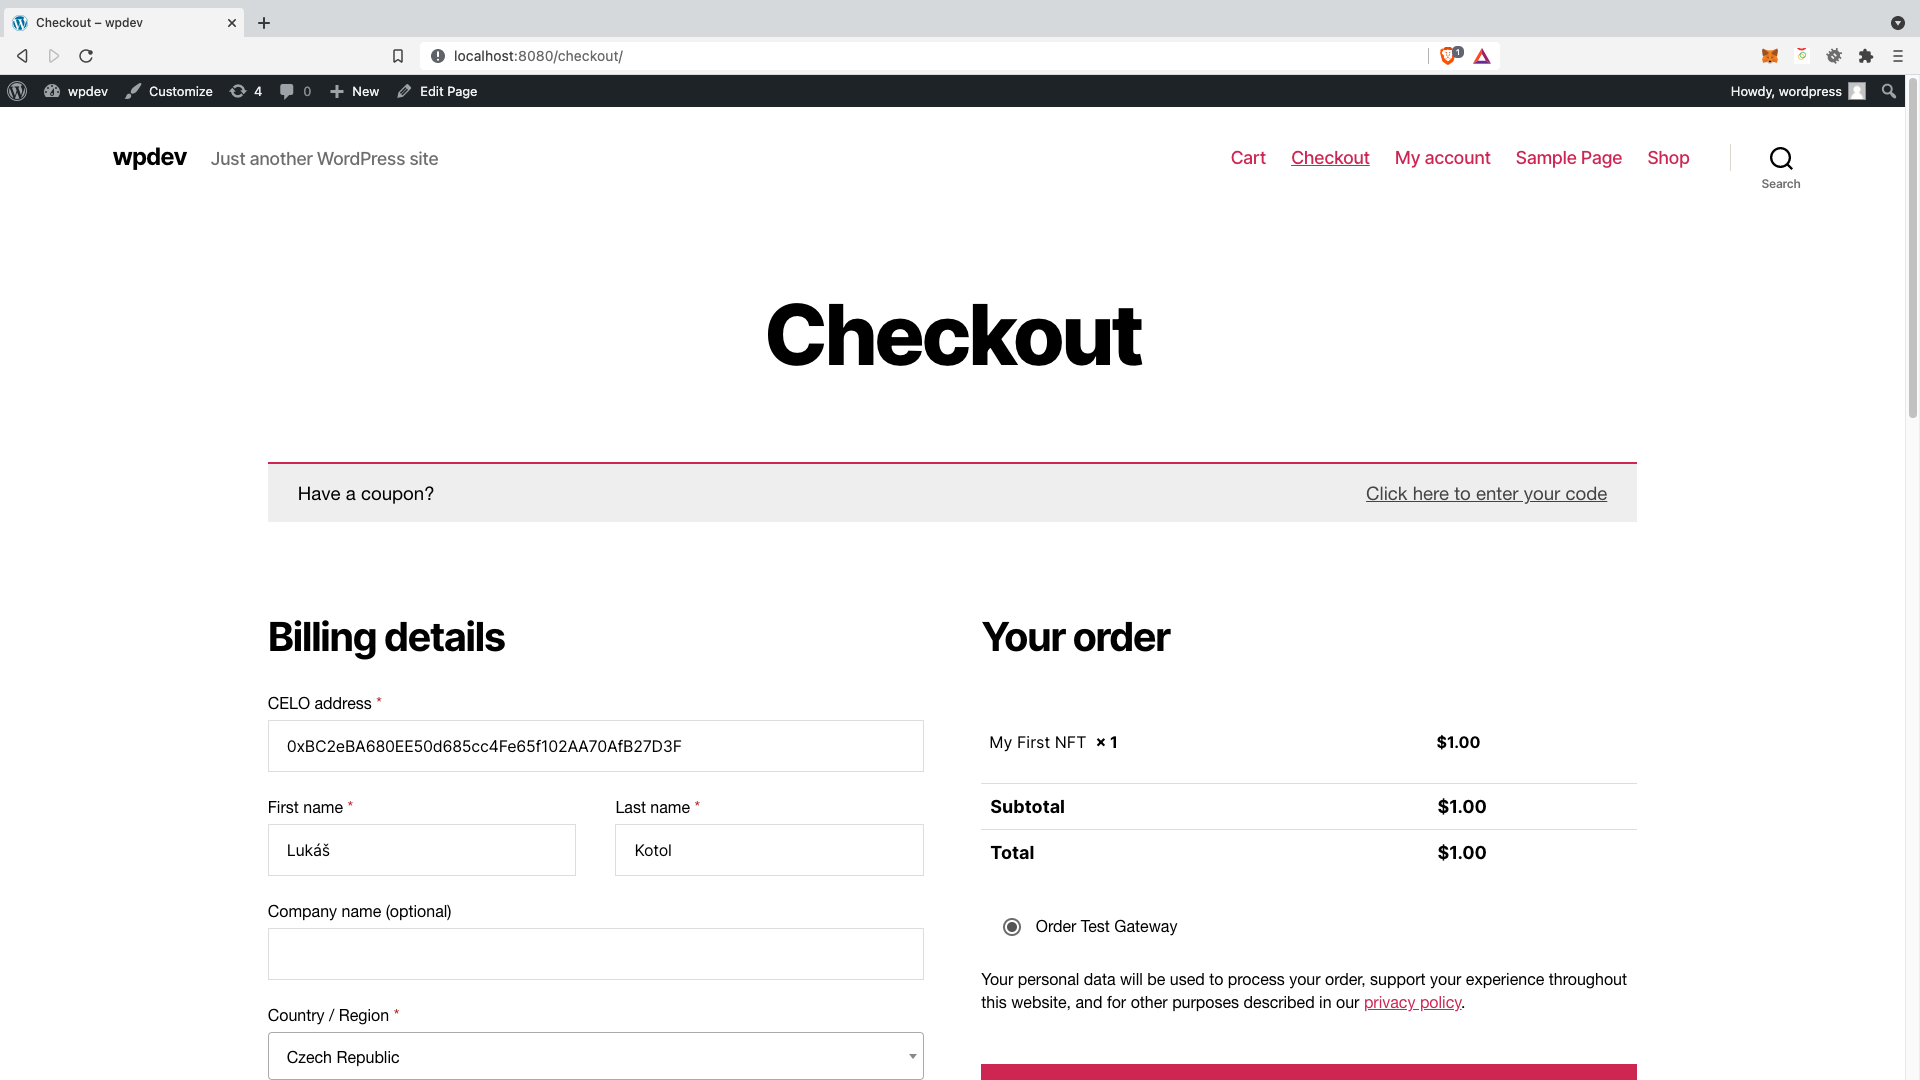 Checkout – wpdev
localhost:8080/checkout/
1
wpdev Customize 4 0 New Edit Page Howdy, wordpress
wpdev Just another WordPress site Cart Checkout My account Sample Page Shop
Search
Checkout
Have a coupon? Click here to enter your code
Billing details
CELO address *
0xBC2eBA680EE50d685cc4Fe65f102AA70AfB27D3F
First name * Last name *
Lukáš Kotol
Company name (optional)
Country / Region *
Czech Republic
Your order
My First NFT × 1 $1.00
Subtotal $1.00
Total $1.00
Order Test Gateway
Your personal data will be used to process your order, support your experience throughout
this website, and for other purposes described in our privacy policy.